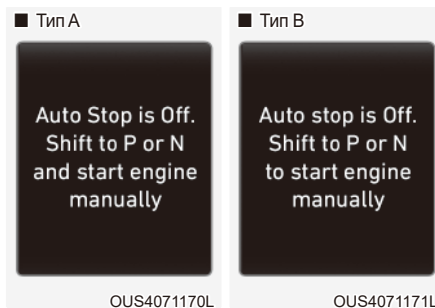 ■ Тип A
Auto Stop is Off.
Shift to P or N
and start engine
manually
OUS4071170L
■ Тип B
Auto stop is Off.
Shift to P or N
to start engine
manually
OUS4071171L